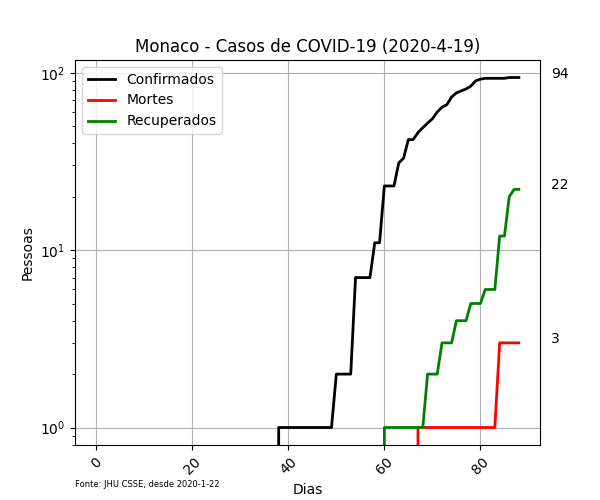 Monaco - Casos de COVID-19 (2020-4-19)
Confirmados
Mortes
Recuperados
10²
10¹
10⁰
Pessoas
94
22
3
0
20
40
60
80
Dias
Fonte: JHU CSSE, desde 2020-1-22